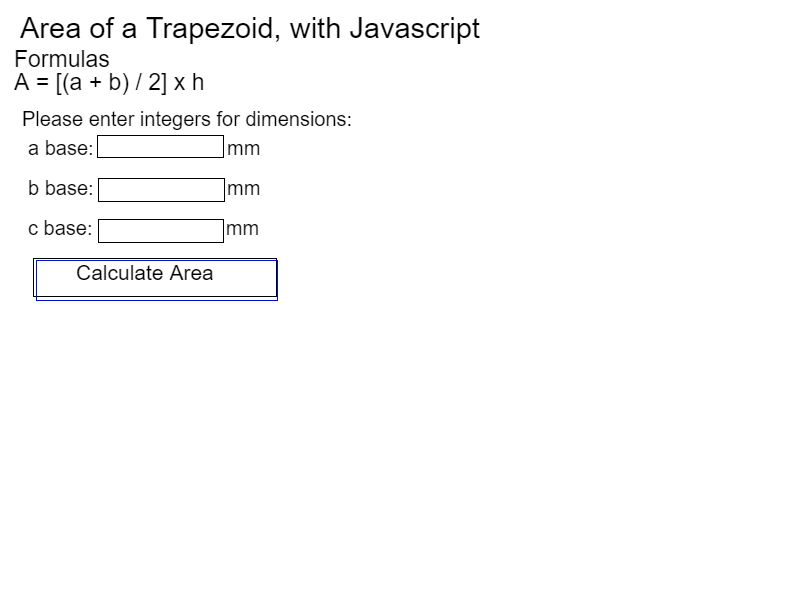 Area of a Trapezoid, with Javascript
Formulas
A = [(a + b) / 2] x h
Please enter integers for dimensions:
a base: mm
b base: mm
c base: mm
Calculate Area